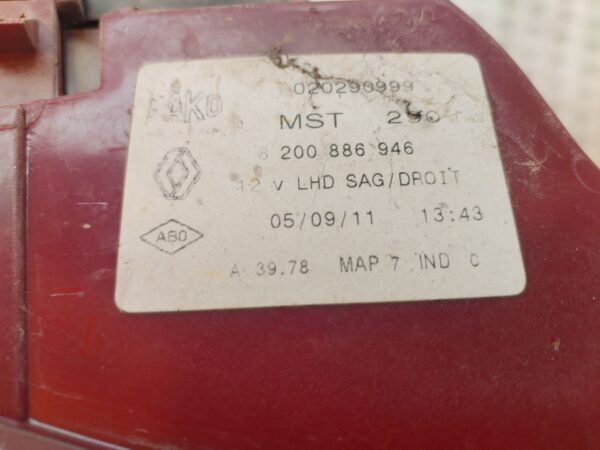 020290999
MST
8 200 886 946
12 V LHD SAG/DROIT
05/09/11 13:43
ABO
A 39.78 MAP 7 IND C